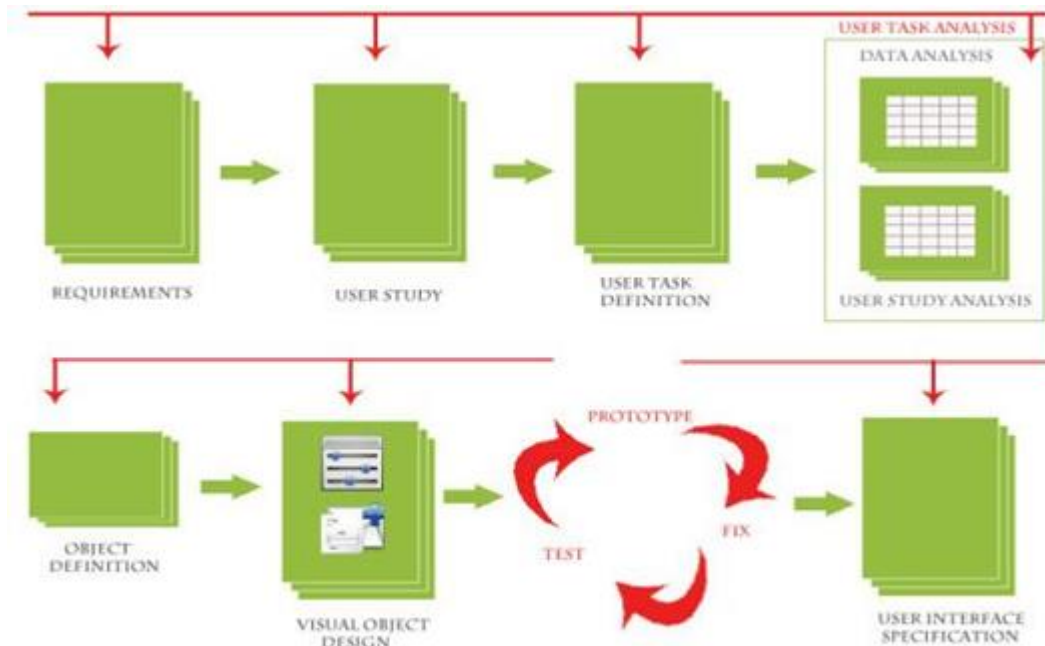 USER TASK ANALYSIS
DATA ANALYSIS
REQUIREMENTS
USER STUDY
USER TASK
DEFINITION
USER STUDY ANALYSIS
PROTOTYPE
FIX
TEST
OBJECT
DEFINITION
VISUAL OBJECT
DESIGN
USER INTERFACE
SPECIFICATION